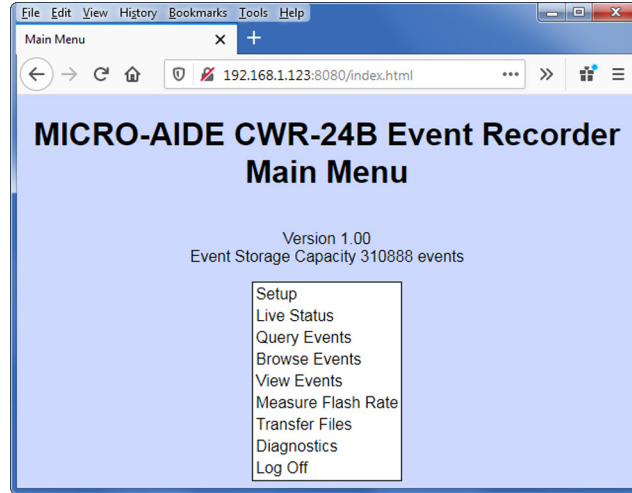 File Edit View History Bookmarks Tools Help
Main Menu
192.168.1.123:8080/index.html
MICRO-AIDE CWR-24B Event Recorder
Main Menu
Version 1.00
Event Storage Capacity 310888 events
Setup
Live Status
Query Events
Browse Events
View Events
Measure Flash Rate
Transfer Files
Diagnostics
Log Off